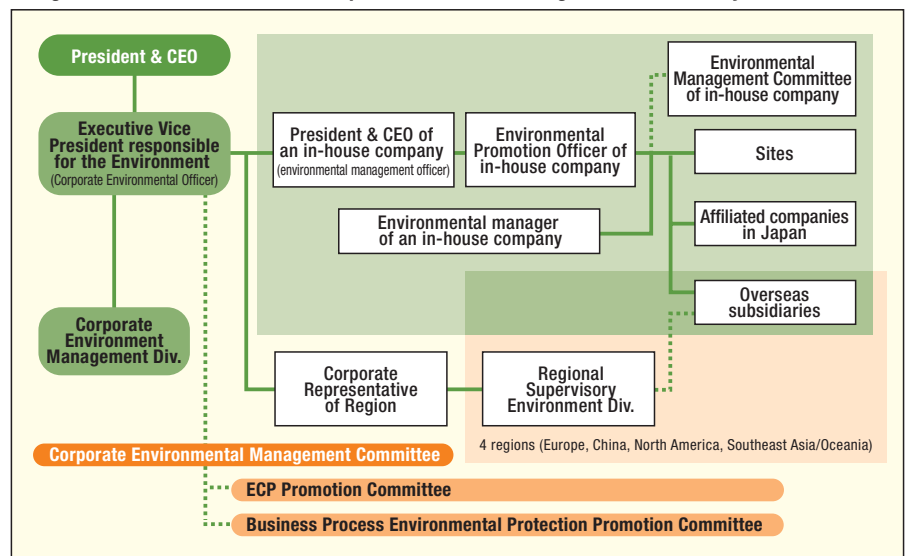 President & CEO
Executive Vice
President responsible
for the Environment
(Corporate Environmental Officer)
Corporate
Environment
Management Div.
President & CEO of
an in-house company
(environmental management officer)
Environmental
Promotion Officer of
in-house company
Environmental
Management Committee
of in-house company
Sites
Environmental manager
of an in-house company
Affiliated companies
in Japan
Overseas
subsidiaries
Corporate
Representative
of Region
Regional
Supervisory
Environment Div.
4 regions (Europe, China, North America, Southeast Asia/Oceania)
Corporate Environmental Management Committee
ECP Promotion Committee
Business Process Environmental Protection Promotion Committee